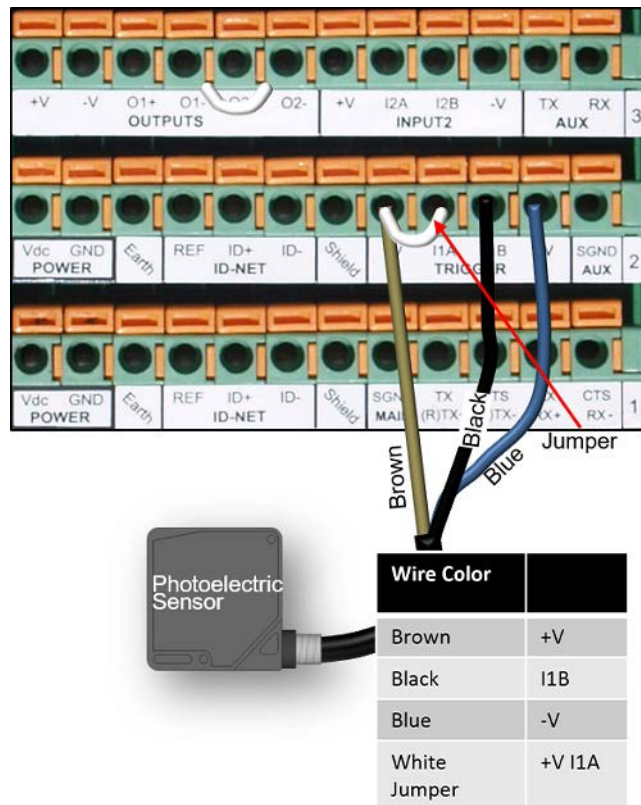 +V -V O1+ O1- O2- +V I2A I2B -V TX RX
OUTPUTS INPUT2 AUX 3
Vdc GND Earth REF ID+ ID- Shield I1A B V SGND
POWER ID-NET TRIGGER AUX 2
Vdc GND Earth REF ID+ ID- Shield SGN TX TS X CTS
POWER ID-NET MAI (R)TX- )TX- RX+ RX- 1
Brown
Black
Blue
Jumper
Photoelectric
Sensor
Wire Color
Brown +V
Black I1B
Blue -V
White +V I1A
Jumper